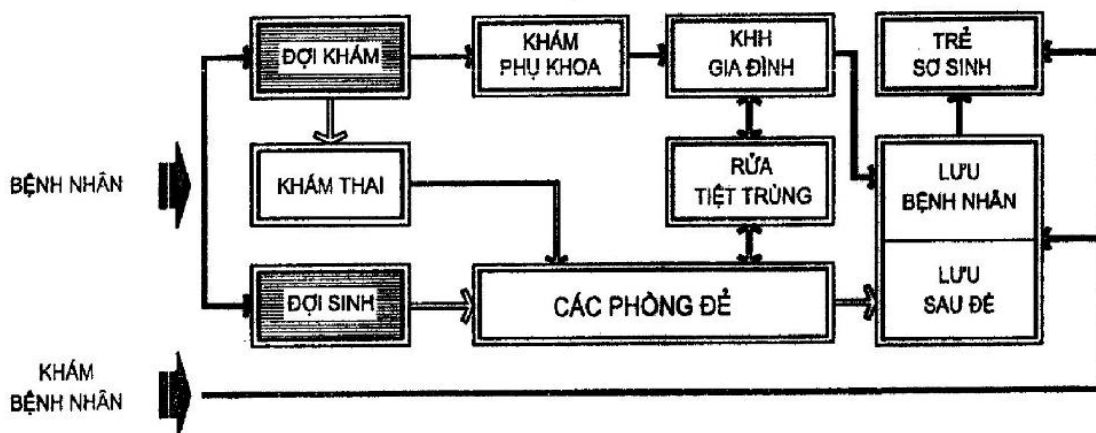 ĐỢI KHÁM
KHÁM
PHỤ KHOA
KHH
GIA ĐÌNH
TRẺ
SƠ SINH
BỆNH NHÂN
KHÁM THAI
RỬA
TIỆT TRÙNG
LƯU
BỆNH NHÂN
ĐỢI SINH
CÁC PHÒNG ĐẺ
LƯU
SAU ĐẺ
KHÁM
BỆNH NHÂN